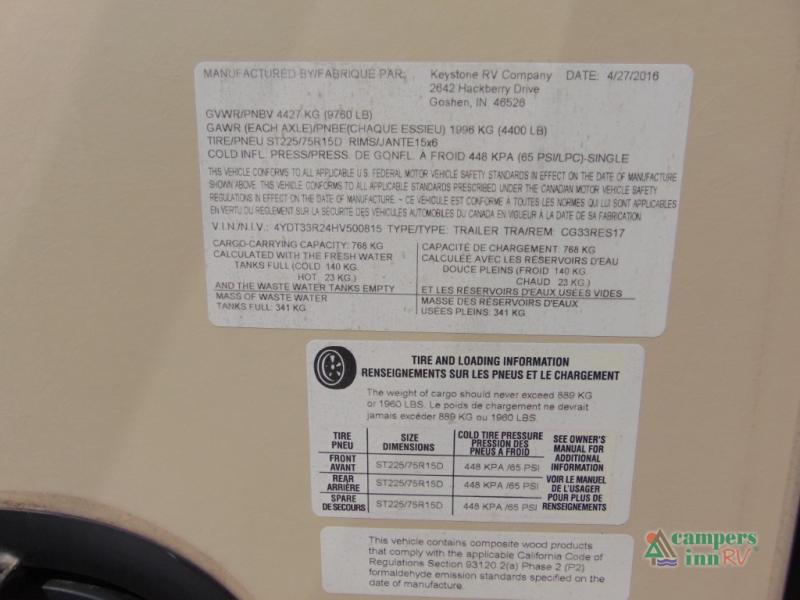 MANUFACTURED BY/FABRIQUE PAR: Keystone RV Company DATE: 4/27/2016
2642 Hackberry Drive
Goshen, IN 46526
GVWR/PNBV 4427 KG (9760 LB)
GAWR (EACH AXLE)/PNBE(CHAQUE ESSIEU) 1996 KG (4400 LB)
TIRE/PNEU ST225/75R15D RIMS/JANTE15x6
COLD INFL. PRESS/PRESS. DE GONFL. À FROID 448 KPA (65 PSI/LPC)-SINGLE
THIS VEHICLE CONFORMS TO ALL APPLICABLE U.S. FEDERAL MOTOR VEHICLE SAFETY STANDARDS IN EFFECT ON THE DATE OF MANUFACTURE
SHOWN ABOVE. THIS VEHICLE CONFORMS TO ALL APPLICABLE STANDARDS PRESCRIBED UNDER THE CANADIAN MOTOR VEHICLE SAFETY
REGULATIONS IN EFFECT ON THE DATE OF MANUFACTURE - CE VÉHICULE EST CONFORME À TOUTES LES NORMES QUI LUI SONT APPLICABLES
EN VERTU DU RÈGLEMENT SUR LA SÉCURITÉ DES VÉHICULES AUTOMOBILES DU CANADA EN VIGUEUR À LA DATE DE SA FABRICATION.
V.I.N/N.I.V.: 4YDT33R24HV500815 TYPE/TYPE: TRAILER TRA/REM: CG33RES17
CARGO-CARRYING CAPACITY: 768 KG
CALCULATED WITH THE FRESH WATER
TANKS FULL (COLD 140 KG.
HOT 23 KG.)
AND THE WASTE WATER TANKS EMPTY
MASS OF WASTE WATER
TANKS FULL: 341 KG.
CAPACITÉ DE CHARGEMENT: 768 KG
CALCULÉE AVEC LES RÉSERVOIRS D'EAU
DOUCE PLEINS (FROID 140 KG.
CHAUD 23 KG.)
ET LES RÉSERVOIRS D'EAUX USÉES VIDES
MASSE DES RÉSERVOIRS D'EAUX
USÉES PLEINS: 341 KG.
TIRE AND LOADING INFORMATION
RENSEIGNEMENTS SUR LES PNEUS ET LE CHARGEMENT
The weight of cargo should never exceed 889 KG
or 1960 LBS. Le poids de chargement ne devrait
jamais excéder 889 KG ou 1960 LBS.
TIRE
PNEU
SIZE
DIMENSIONS
COLD TIRE PRESSURE
PRESSION DES
PNEUS A FROID
FRONT
AVANT
ST225/75R15D
448 KPA /65 PSI
REAR
ARRIÈRE
ST225/75R15D
448 KPA /65 PSI
SPARE
DE SECOURS
ST225/75R15D
448 KPA /65 PSI
SEE OWNER'S
MANUAL FOR
ADDITIONAL
INFORMATION
VOIR LE MANUEL
DE L'USAGER
POUR PLUS DE
RENSEIGNEMENTS
This vehicle contains composite wood products
that comply with the applicable California Code of
Regulations Section 93120.2(a) Phase 2 (P2)
formaldehyde emission standards specified on the
date of manufacture.
campers
inn RV